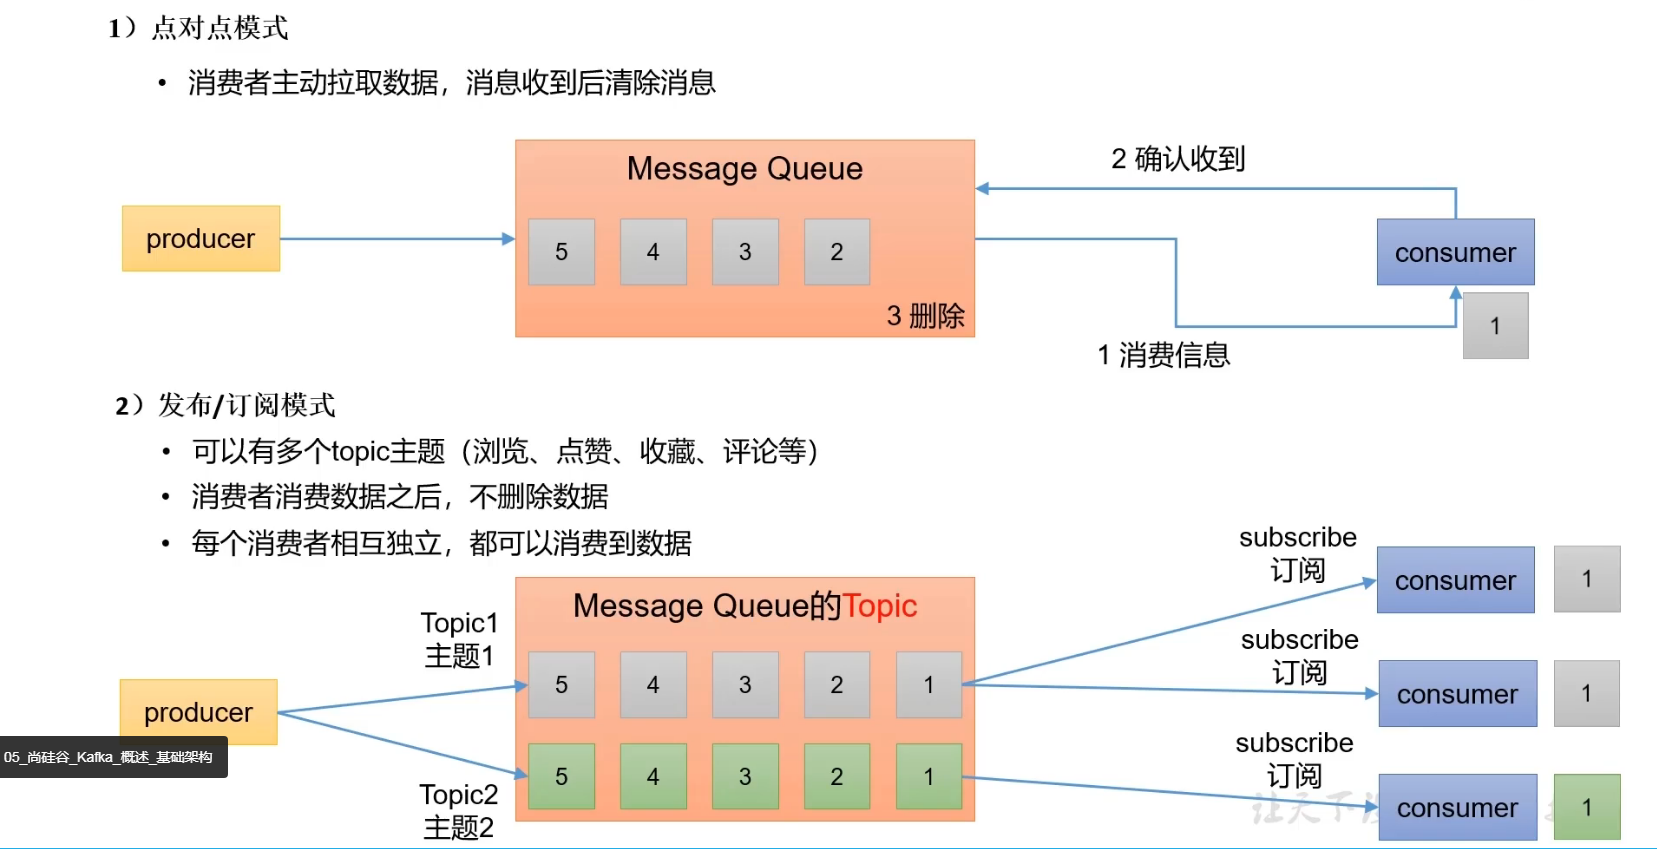 1）点对点模式
• 消费者主动拉取数据，消息收到后清除消息
Message Queue
2 确认收到
producer
5 4 3 2
consumer
3 删除
1
1 消费信息
2）发布/订阅模式
• 可以有多个topic主题（浏览、点赞、收藏、评论等）
• 消费者消费数据之后，不删除数据
• 每个消费者相互独立，都可以消费到数据
subscribe
订阅
consumer
1
Message Queue的Topic
Topic1
主题1
5 4 3 2 1
subscribe
订阅
consumer
1
producer
05_尚硅谷_Kafka_概述_基础架构
5 4 3 2 1
Topic2
主题2
subscribe
订阅
consumer
1
让天下